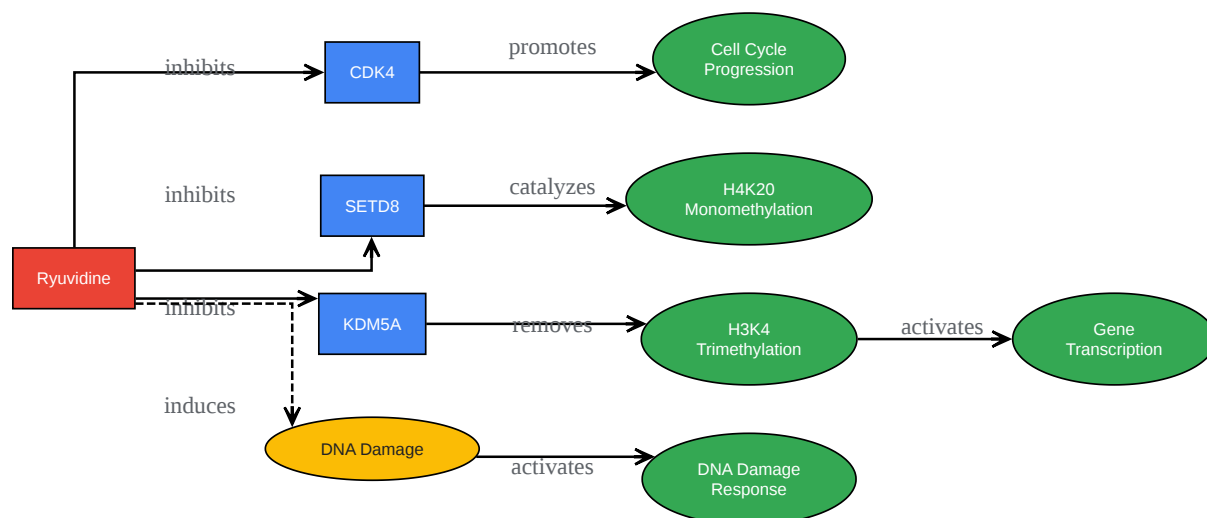 inhibits
CDK4
promotes
Cell Cycle
Progression
inhibits
SETD8
catalyzes
H4K20
Monomethylation
Ryuvidine
inhibits
KDM5A
removes
H3K4
Trimethylation
activates
Gene
Transcription
induces
DNA Damage
activates
DNA Damage
Response